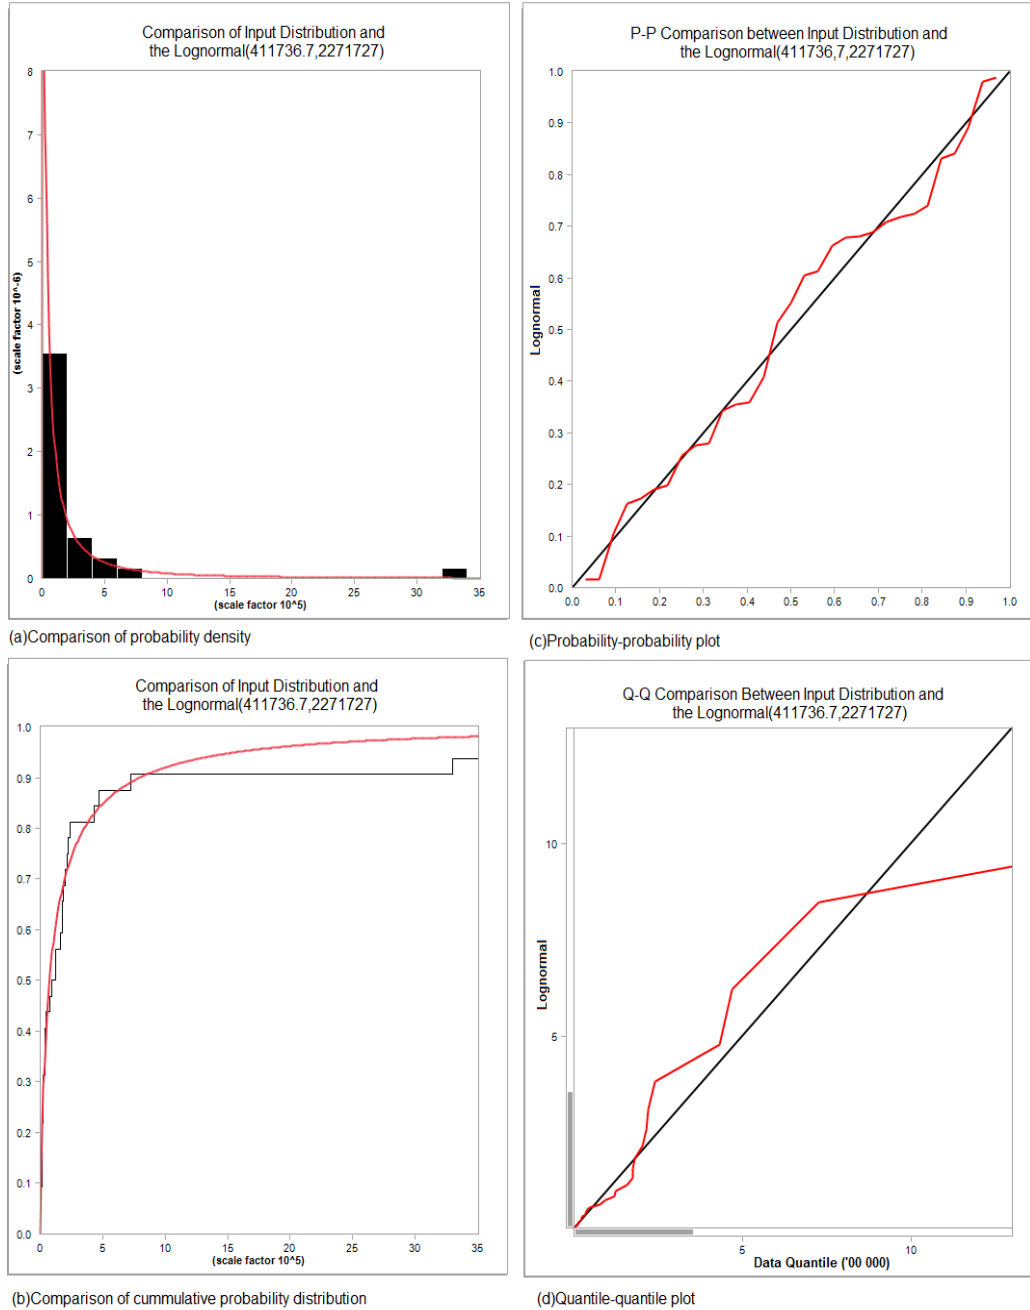 Comparison of Input Distribution and
the Lognormal(411736.7,2271727)
8
7
6
5
4
3
2
1
0
(scale factor 10^-6)
0 5 10 15 20 25 30 35
(scale factor 10^5)
(a)Comparison of probability density
P-P Comparison between Input Distribution and
the Lognormal(411736,7,2271727)
1.0
0.9
0.8
0.7
0.6
0.5
0.4
0.3
0.2
0.1
0.0
Lognormal
0.0 0.1 0.2 0.3 0.4 0.5 0.6 0.7 0.8 0.9 1.0
(c)Probability-probability plot
Comparison of Input Distribution and
the Lognormal(411736.7,2271727)
1.0
0.9
0.8
0.7
0.6
0.5
0.4
0.3
0.2
0.1
0.0
0 5 10 15 20 25 30 35
(scale factor 10^5)
(b)Comparison of cummulative probability distribution
Q-Q Comparison Between Input Distribution and
the Lognormal(411736.7,2271727)
10
5
Lognormal
5 10
Data Quantile ('00 000)
(d)Quantile-quantile plot